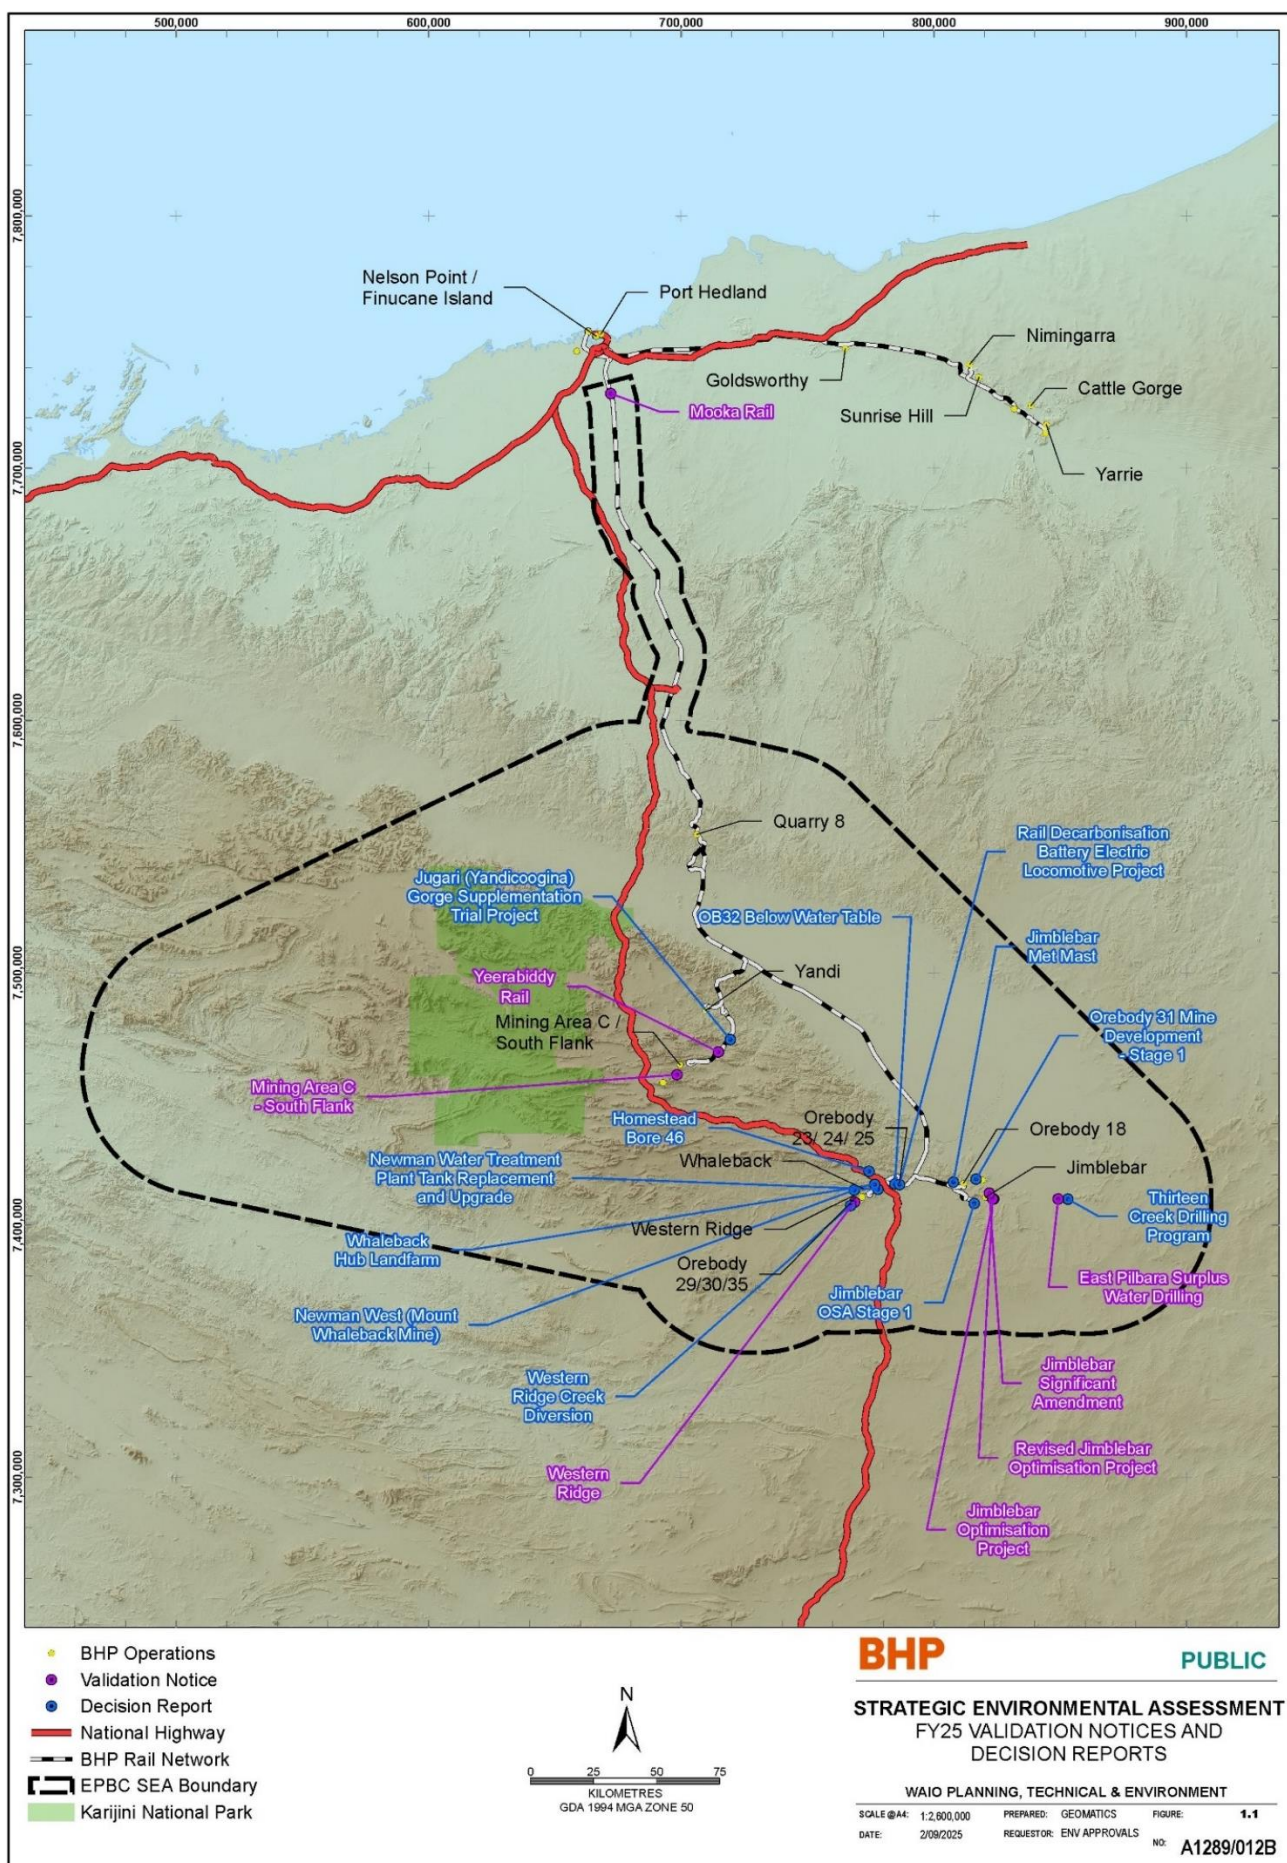 500,000
600,000
700,000
800,000
900,000
7,800,000
7,700,000
7,600,000
7,500,000
7,400,000
7,300,000
Nelson Point /
Finucane Island
Port Hedland
Nimingarra
Goldsworthy
Cattle Gorge
Mooka Rail
Sunrise Hill
Yarrie
Quarry 8
Rail Decarbonisation
Battery Electric
Locomotive Project
Jugari (Yandicoogina)
Gorge Supplementation
Trial Project
OB32 Below Water Table
Jimblebar
Met Mast
Yeerabiddy
Rail
Yandi
Mining Area C /
South Flank
Orebody 31 Mine
Development
- Stage 1
Mining Area C
- South Flank
Homestead
Bore 46
Orebody
23/ 24/ 25
Orebody 18
Newman Water Treatment
Plant Tank Replacement
and Upgrade
Whaleback
Jimblebar
Western Ridge
Thirteen
Creek Drilling
Program
Whaleback
Hub Landfarm
Orebody
29/30/35
East Pilbara Surplus
Water Drilling
Newman West (Mount
Whaleback Mine)
Jimblebar
OSA Stage 1
Western
Ridge Creek
Diversion
Jimblebar
Significant
Amendment
Western
Ridge
Revised Jimblebar
Optimisation Project
Jimblebar
Optimisation
Project
BHP Operations
Validation Notice
Decision Report
National Highway
BHP Rail Network
EPBC SEA Boundary
Karijini National Park
N
0 25 50 75
KILOMETRES
GDA 1994 MGA ZONE 50
BHP
PUBLIC
STRATEGIC ENVIRONMENTAL ASSESSMENT
FY25 VALIDATION NOTICES AND
DECISION REPORTS
WAIO PLANNING, TECHNICAL & ENVIRONMENT
SCALE @A4: 1:2,600,000 PREPARED: GEOMATICS FIGURE: 1.1
DATE: 2/09/2025 REQUESTOR: ENV APPROVALS NO: A1289/012B